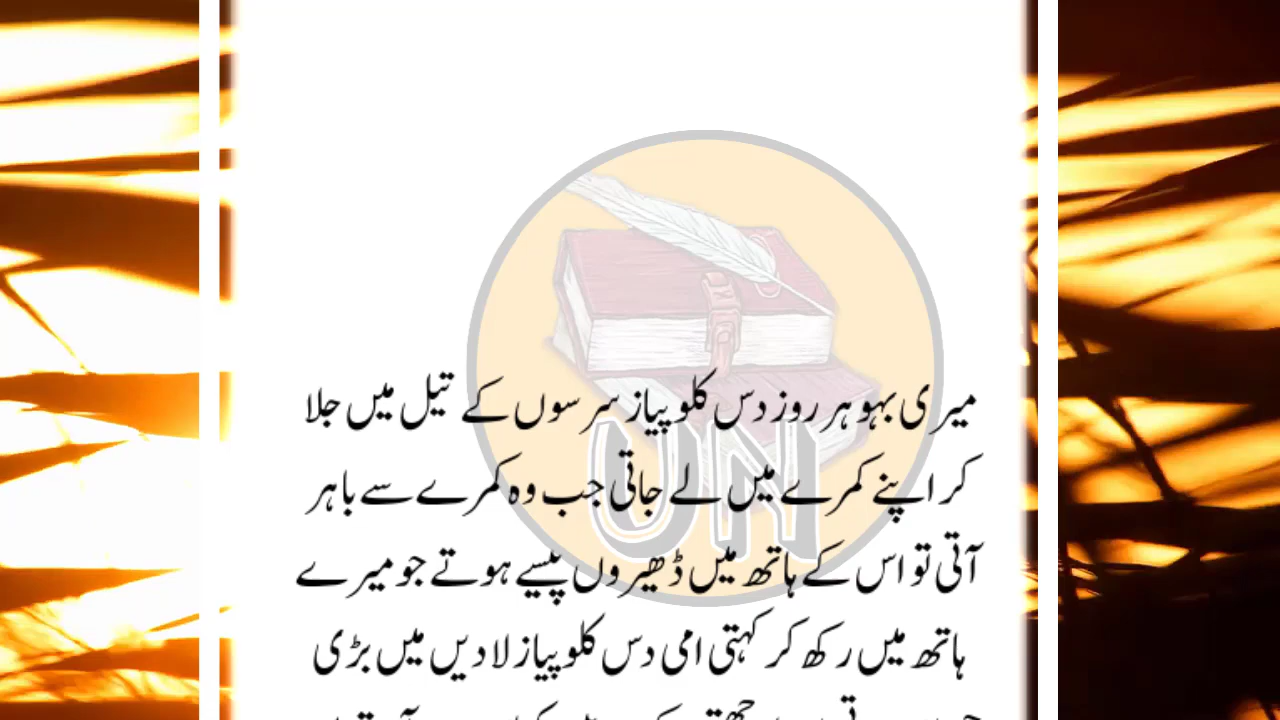 میری بہو ہر روز دس کلو پیاز سرسوں کے تیل میں جلا
کر اپنے کمرے میں لے جاتی جب وہ کمرے سے باہر
آتی تو اس کے ہاتھ میں ڈھیروں پیسے ہوتے جو میرے
ہاتھ میں رکھ کر کہتی امی دس کلو پیاز لا دیں میں بڑی
UN